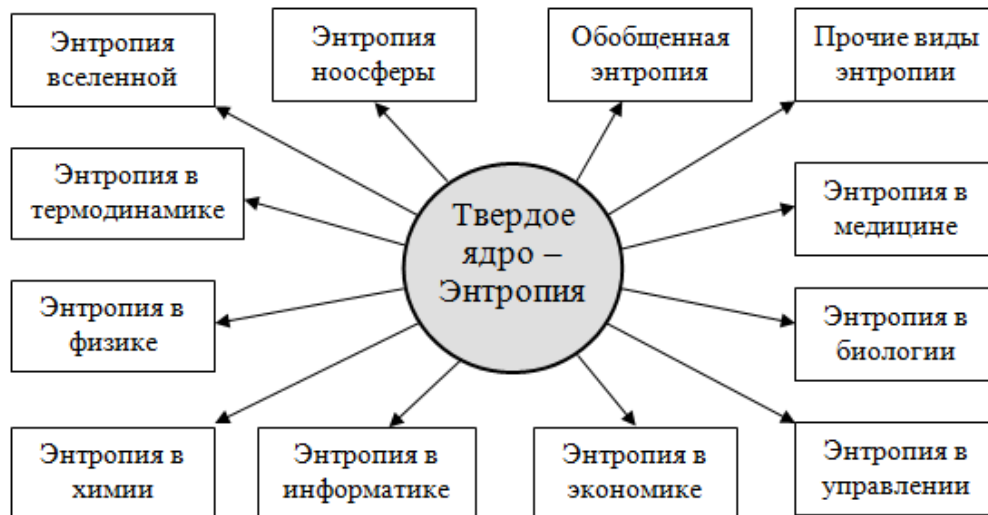 Энтропия
вселенной
Энтропия
ноосферы
Обобщенная
энтропия
Прочие виды
энтропии
Энтропия в
термодинамике
Твердое
ядро –
Энтропия
Энтропия в
медицине
Энтропия в
физике
Энтропия в
биологии
Энтропия в
химии
Энтропия в
информатике
Энтропия в
экономике
Энтропия в
управлении